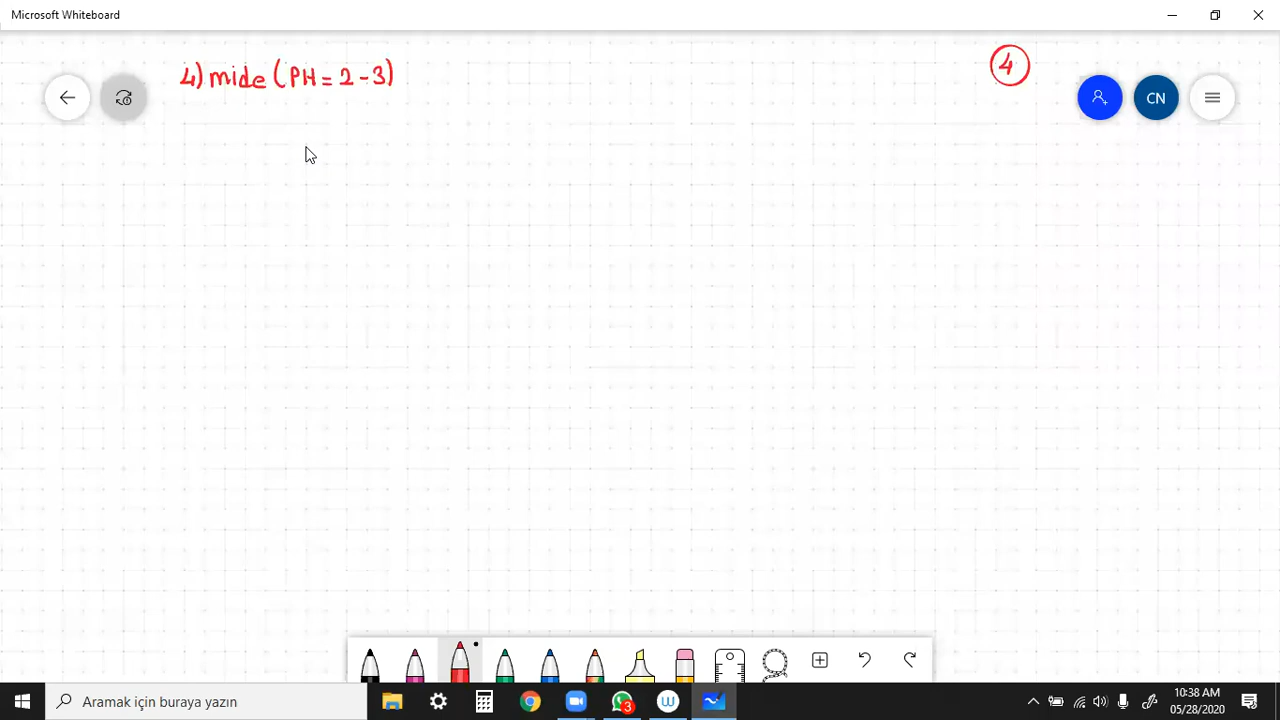 Microsoft Whiteboard
4) mide (PH = 2 - 3)
4
CN
Aramak için buraya yazın
3
W
10:38 AM
05/28/2020